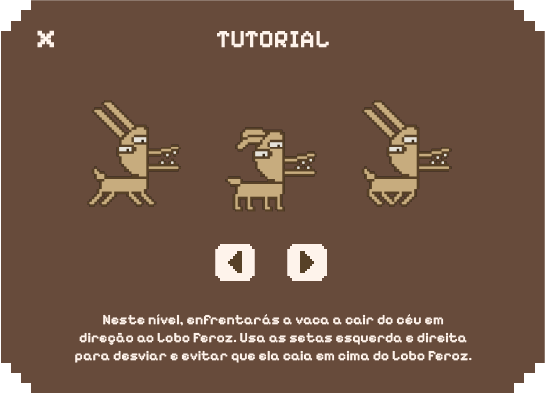 TUTORIAL
Neste nível, enfrentarás a vaca a cair do céu em
direção ao Lobo Feroz. Usa as setas esquerda e direita
para desviar e evitar que ela caia em cima do Lobo Feroz.